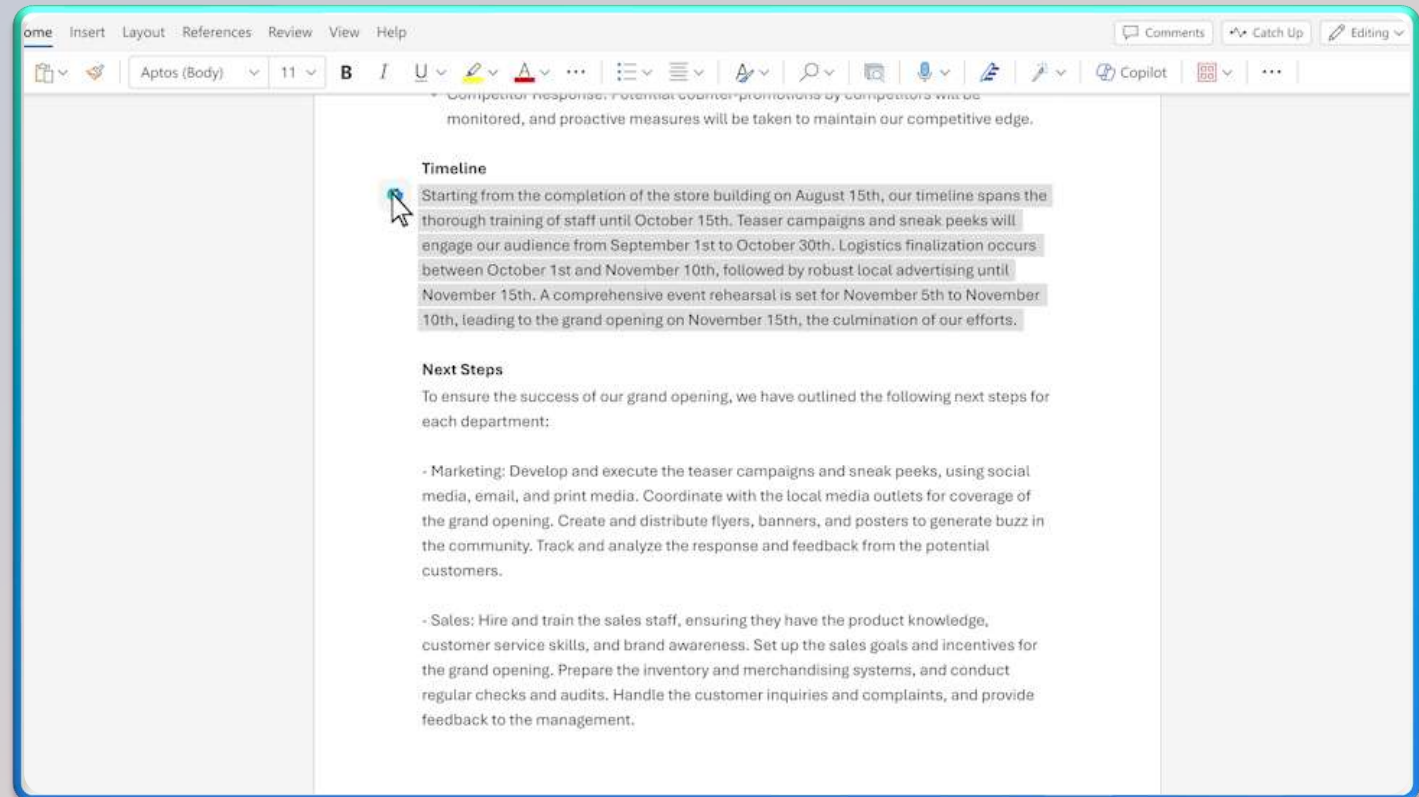 ome Insert Layout References Review View Help
Comments Catch Up Editing
Aptos (Body) 11 B I U A Copilot
Competitor Response: Potential counter-promotions by competitors will be
monitored, and proactive measures will be taken to maintain our competitive edge.
Timeline
Starting from the completion of the store building on August 15th, our timeline spans the
thorough training of staff until October 15th. Teaser campaigns and sneak peeks will
engage our audience from September 1st to October 30th. Logistics finalization occurs
between October 1st and November 10th, followed by robust local advertising until
November 15th. A comprehensive event rehearsal is set for November 5th to November
10th, leading to the grand opening on November 15th, the culmination of our efforts.
Next Steps
To ensure the success of our grand opening, we have outlined the following next steps for
each department:
- Marketing: Develop and execute the teaser campaigns and sneak peeks, using social
media, email, and print media. Coordinate with the local media outlets for coverage of
the grand opening. Create and distribute flyers, banners, and posters to generate buzz in
the community. Track and analyze the response and feedback from the potential
customers.
- Sales: Hire and train the sales staff, ensuring they have the product knowledge,
customer service skills, and brand awareness. Set up the sales goals and incentives for
the grand opening. Prepare the inventory and merchandising systems, and conduct
regular checks and audits. Handle the customer inquiries and complaints, and provide
feedback to the management.